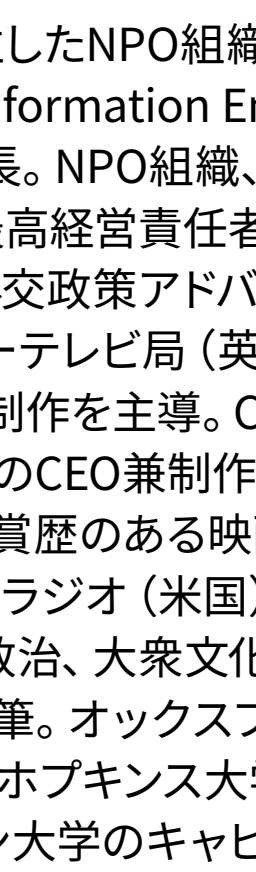 したNPO組織
formation E
長。NPO組織、
高経営責任者
交政策アドバ
ーテレビ局（英
制作を主導。C
のCEO兼制作
賞歴のある映
ラジオ（米国）
政治、大衆文化
筆。オックスフ
ホプキンス大学
ン大学のキャピ